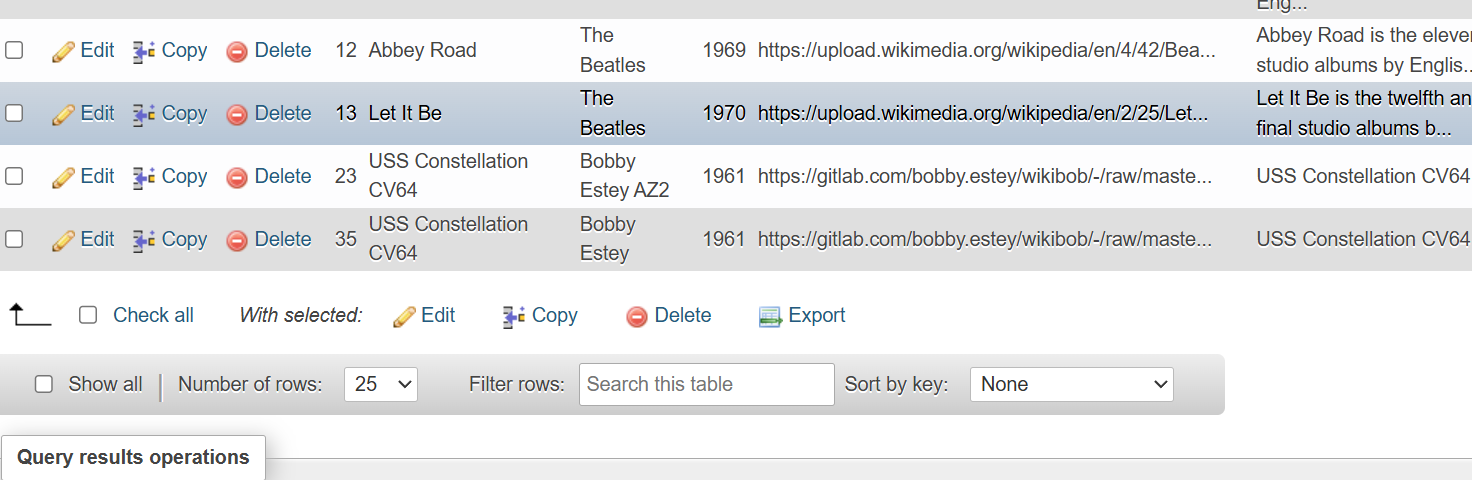 Eng...
Edit Copy Delete 12 Abbey Road The Beatles 1969 https://upload.wikimedia.org/wikipedia/en/4/42/Bea... Abbey Road is the eleve studio albums by Englis...
Edit Copy Delete 13 Let It Be The Beatles 1970 https://upload.wikimedia.org/wikipedia/en/2/25/Let... Let It Be is the twelfth an final studio albums b...
Edit Copy Delete 23 USS Constellation CV64 Bobby Estey AZ2 1961 https://gitlab.com/bobby.estey/wikibob/-/raw/maste... USS Constellation CV64
Edit Copy Delete 35 USS Constellation CV64 Bobby Estey 1961 https://gitlab.com/bobby.estey/wikibob/-/raw/maste... USS Constellation CV64
Check all With selected: Edit Copy Delete Export
Show all Number of rows: 25 Filter rows: Search this table Sort by key: None
Query results operations